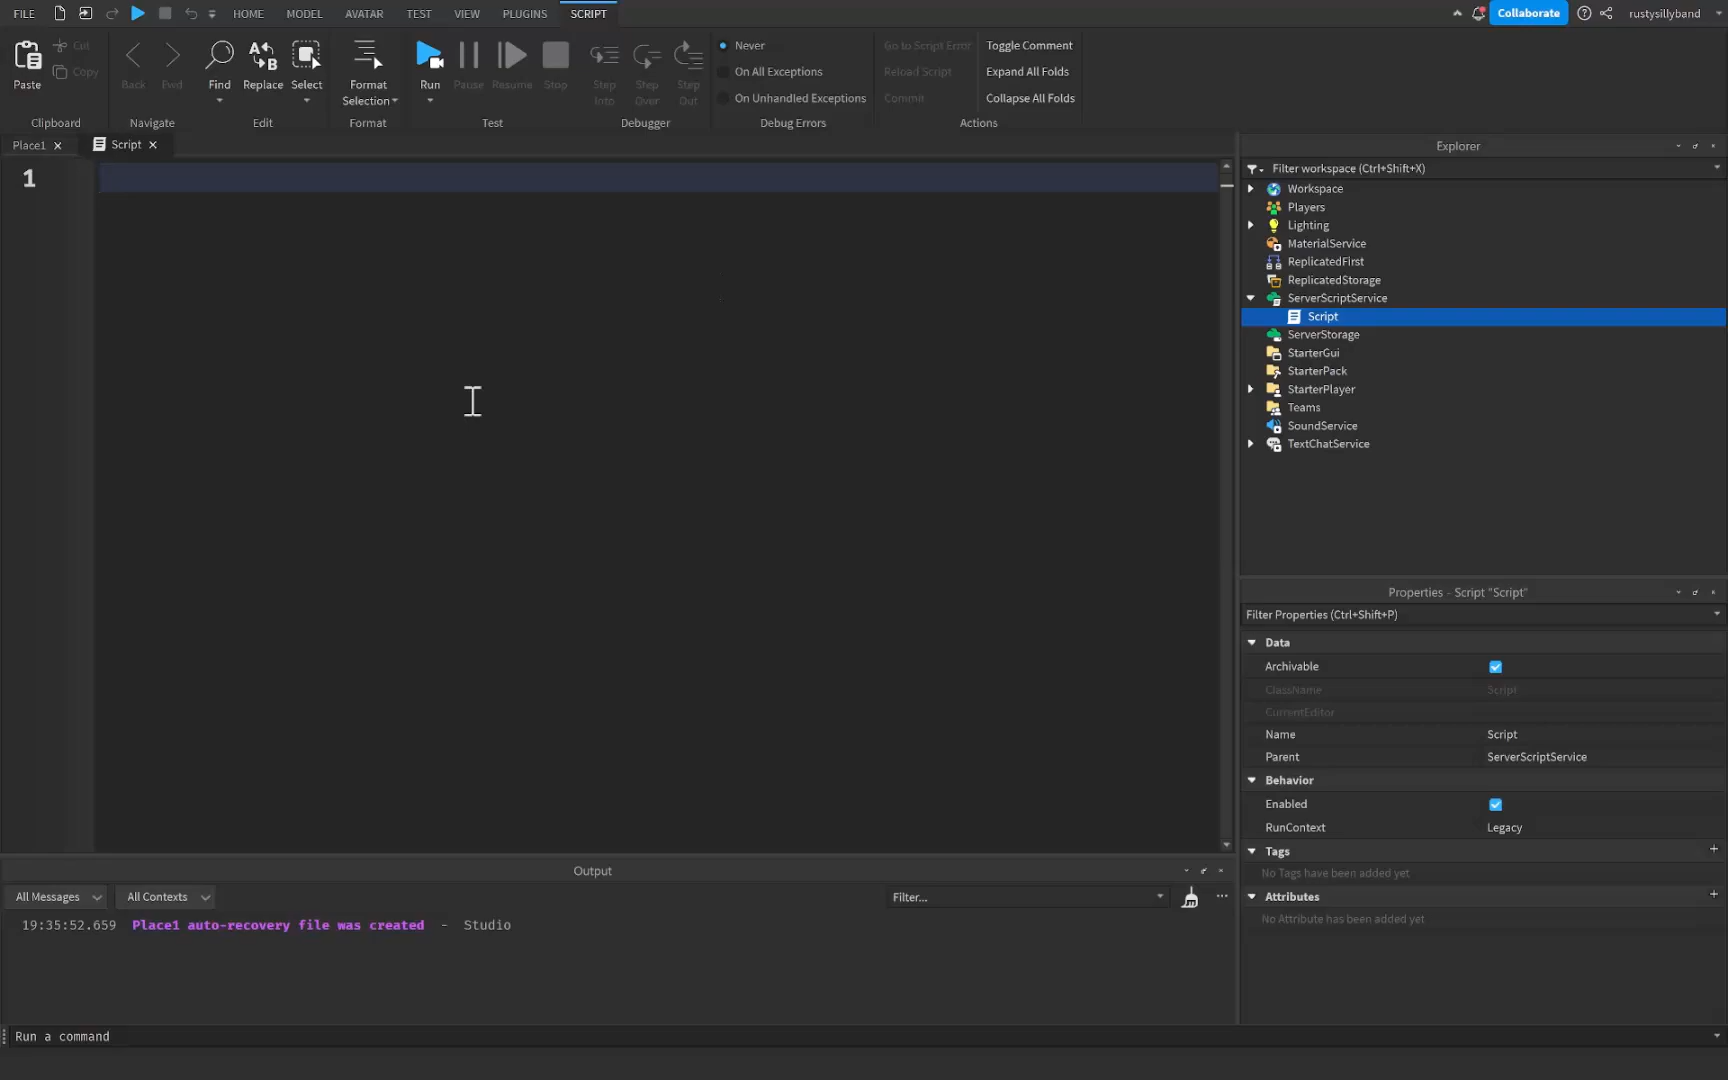 FILE HOME MODEL AVATAR TEST VIEW PLUGINS SCRIPT Collaborate rustysillyband
Paste Cut Copy
Back Fwd Find Replace Select
Format Selection
Run Pause Resume Stop
Step Into Step Over Step Out
Never
On All Exceptions
On Unhandled Exceptions
Go to Script Error
Reload Script
Commit
Toggle Comment
Expand All Folds
Collapse All Folds
Clipboard Navigate Edit Format Test Debugger Debug Errors Actions
Place1 Script
1
Explorer
Filter workspace (Ctrl+Shift+X)
Workspace
Players
Lighting
MaterialService
ReplicatedFirst
ReplicatedStorage
ServerScriptService
Script
ServerStorage
StarterGui
StarterPack
StarterPlayer
Teams
SoundService
TextChatService
Properties - Script "Script"
Filter Properties (Ctrl+Shift+P)
Data
Archivable
ClassName Script
CurrentEditor
Name Script
Parent ServerScriptService
Behavior
Enabled
RunContext Legacy
Tags +
No Tags have been added yet
Attributes +
No Attribute has been added yet
Output
All Messages All Contexts Filter... ...
19:35:52.659 Place1 auto-recovery file was created - Studio
Run a command